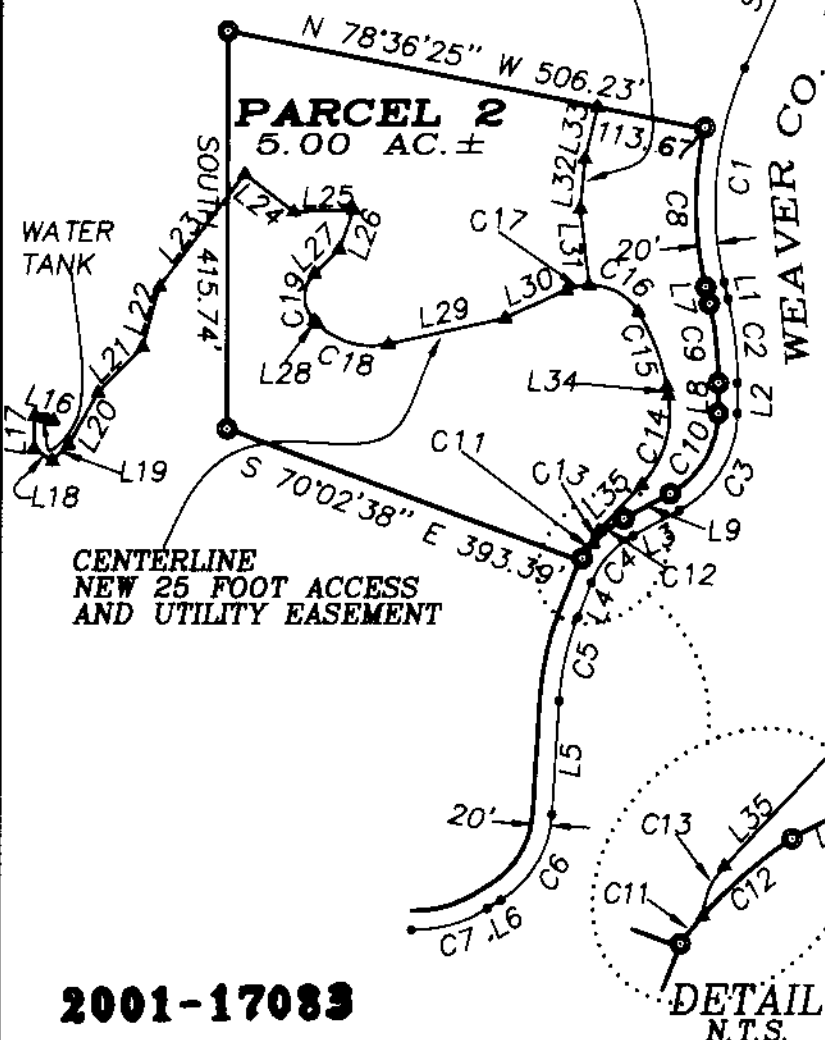 N 78°36'25" W 506.23'
PARCEL 2
5.00 AC.±
113.67
SOUTH 415.74'
WATER
TANK
L16
L17
L18
L19
L20
L21
L22
L23
L24
L25
L26
L27
C19
L28
C18
L29
L30
C17
L31
L32
L33
C16
C15
L34
C14
L35
C13
C11
C8
20'
C1
WEAVER CO.
L7
L1
C9
C2
L8
L2
C10
C3
L9
L3
C12
C4
L4
S 70°02'38" E 393.39'
CENTERLINE
NEW 25 FOOT ACCESS
AND UTILITY EASEMENT
C5
L5
20'
C6
L6
C7
C13
L35
C11
C12
DETAIL
N.T.S.
2001-17083